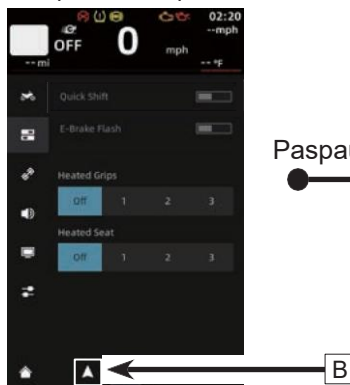 02:20
--mph
OFF 0 mph
-- mi
-- °F
Quick Shift
E-Brake Flash
Heated Grips
Off 1 2 3
Heated Seat
Off 1 2 3
B